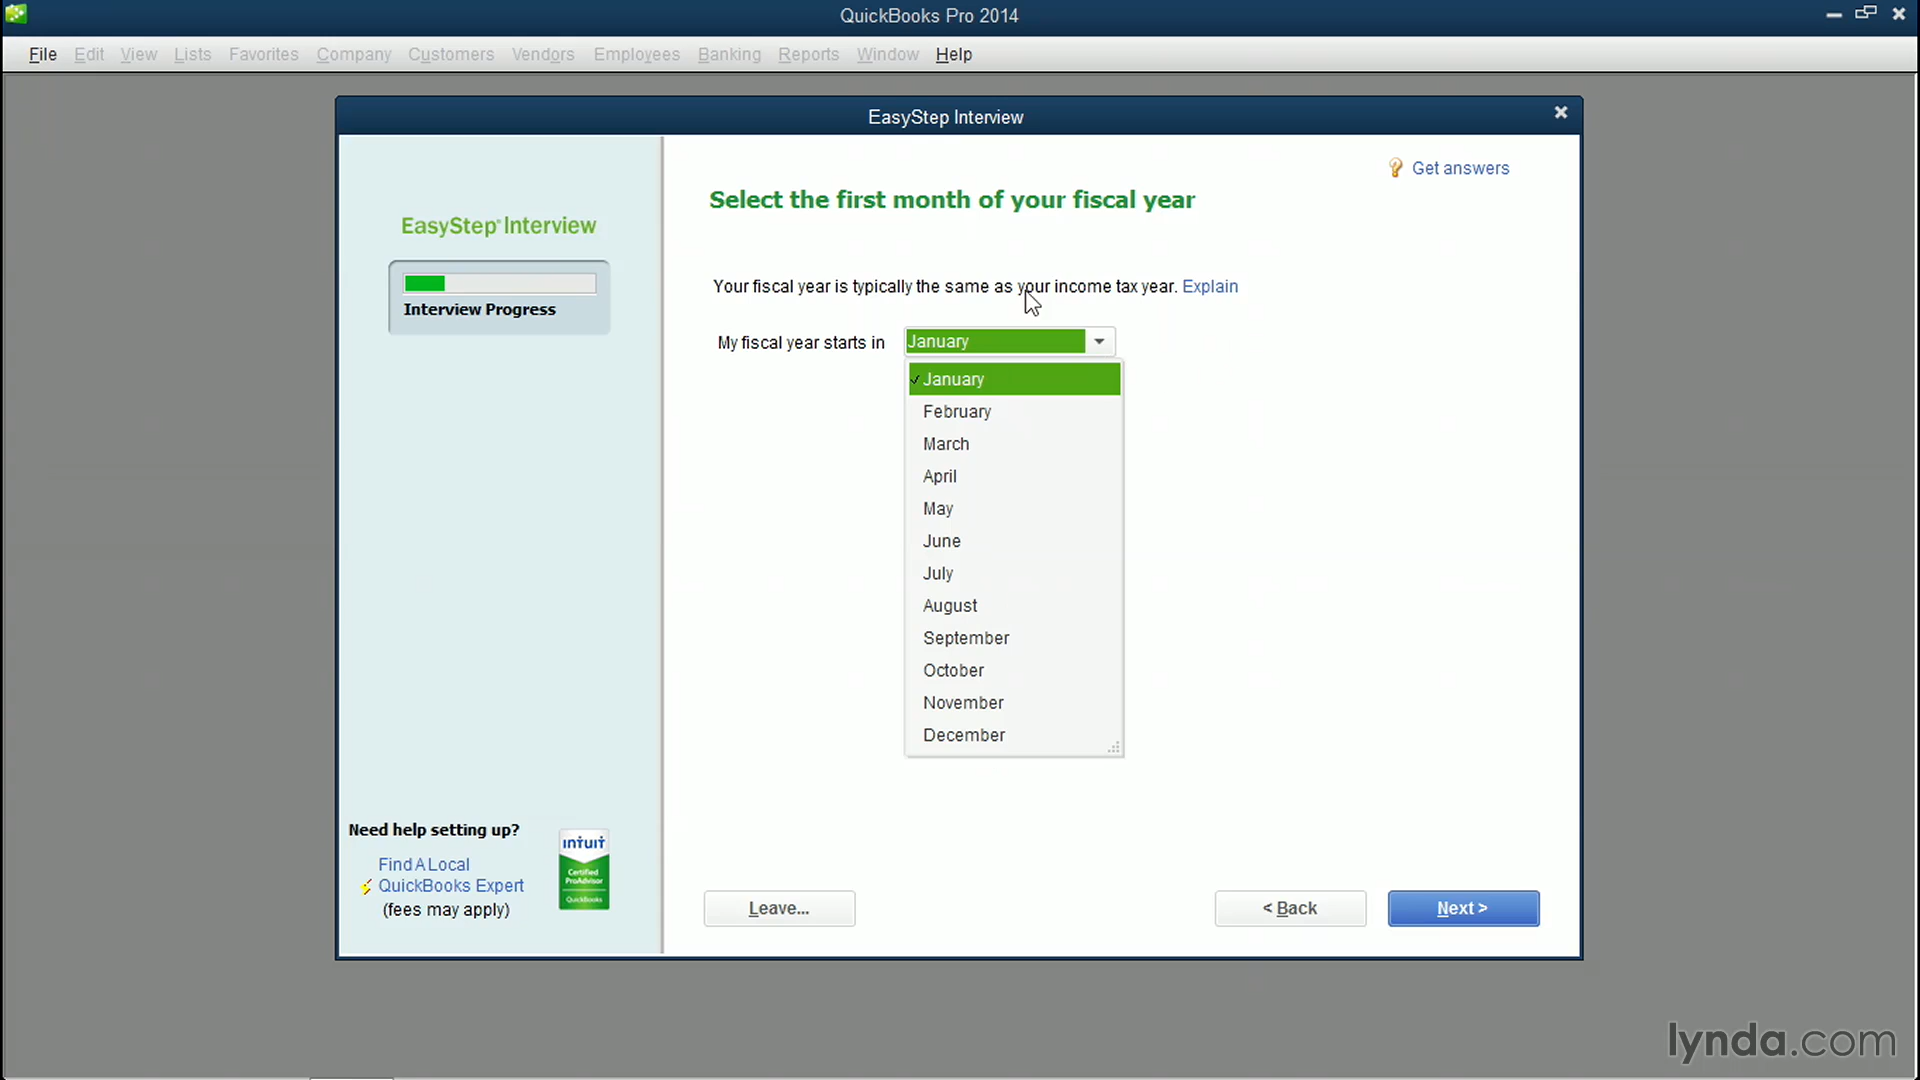 QuickBooks Pro 2014
File Edit View Lists Favorites Company Customers Vendors Employees Banking Reports Window Help
EasyStep Interview
Get answers
Select the first month of your fiscal year
EasyStep® Interview
Interview Progress
Your fiscal year is typically the same as your income tax year. Explain
My fiscal year starts in January
✓ January
February
March
April
May
June
July
August
September
October
November
December
Need help setting up?
Find A Local
QuickBooks Expert
(fees may apply)
intuit
Certified
ProAdvisor
QuickBooks
Leave...
< Back
Next >
lynda.com